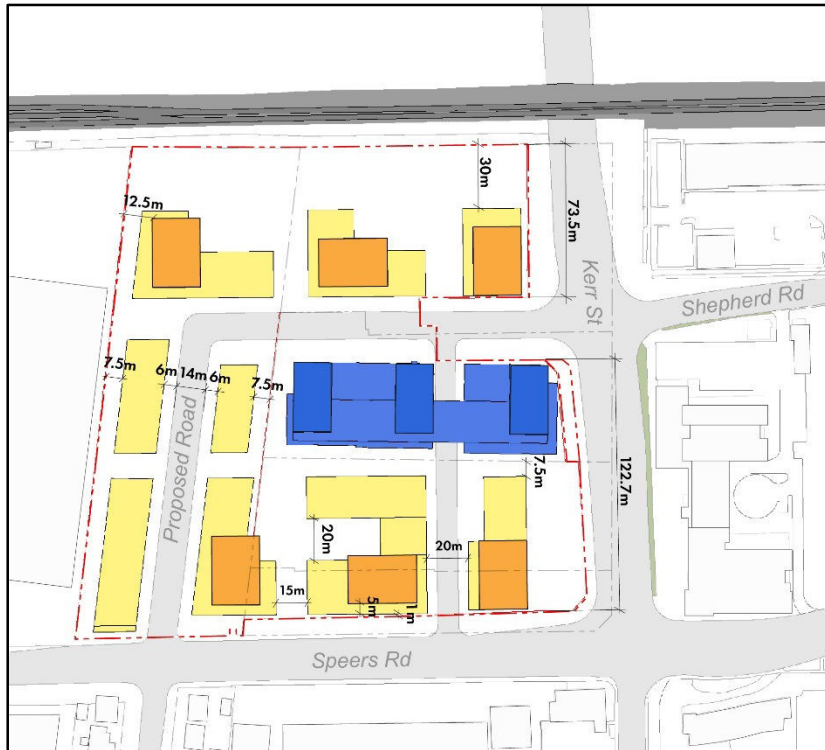 30m
12.5m
73.5m
Kerr St
Shepherd Rd
7.5m
6m
14m
6m
7.5m
Proposed Road
122.7m
7.5m
20m
20m
15m
5m
1m
Speers Rd